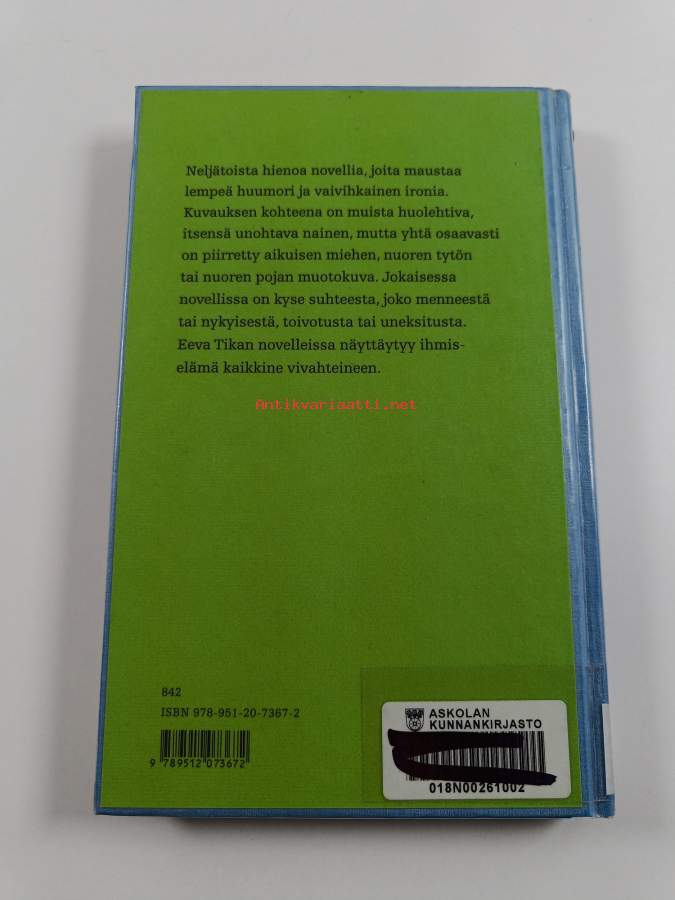 Neljätoista hienoa novellia, joita maustaa
lempeä huumori ja vaivihkainen ironia.
Kuvauksen kohteena on muista huolehtiva,
itsensä unohtava nainen, mutta yhtä osaavasti
on piirretty aikuisen miehen, nuoren tytön
tai nuoren pojan muotokuva. Jokaisessa
novellissa on kyse suhteesta, joko menneestä
tai nykyisestä, toivotusta tai uneksitusta.
Eeva Tikan novelleissa näyttäytyy ihmis-
elämä kaikkine vivahteineen.
Antikvariaatti.net
842
ISBN 978-951-20-7367-2
9 789512 073672
ASKOLAN
KUNNANKIRJASTO
018N00261002